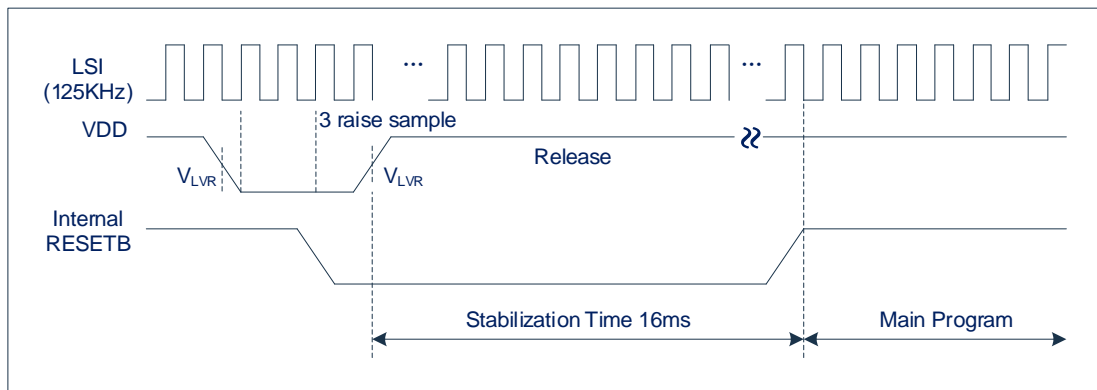 LSI
(125KHz)
... ...
VDD
3 raise sample
VLVR
VLVR
Release
Internal
RESETB
Stabilization Time 16ms
Main Program